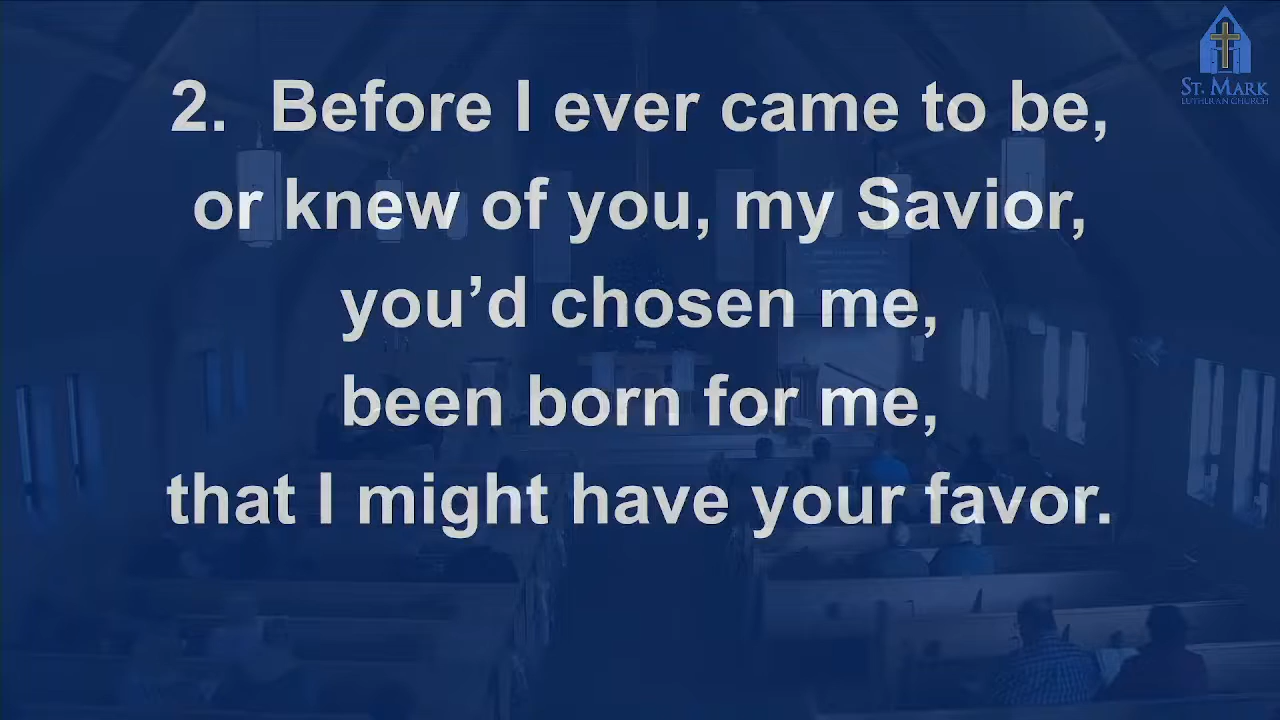 St. Mark
Lutheran Church
2. Before I ever came to be,
or knew of you, my Savior,
you’d chosen me,
been born for me,
that I might have your favor.